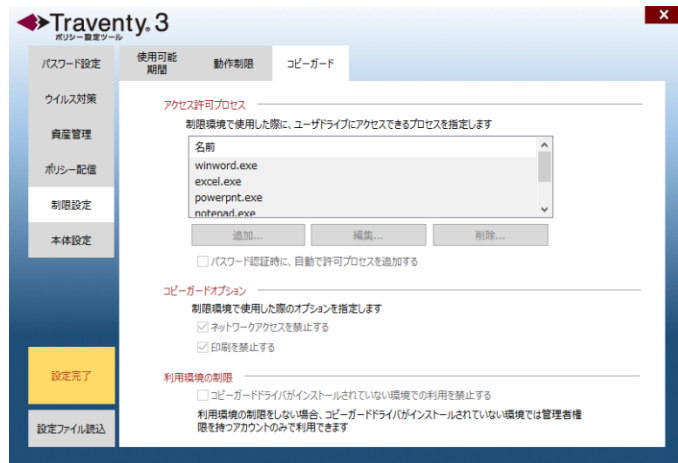 Traventy. 3
ポリシー設定ツール
X
パスワード設定
ウイルス対策
資産管理
ポリシー配信
制限設定
本体設定
設定完了
設定ファイル読込
使用可能
期間
動作制限
コピーガード
アクセス許可プロセス
制限環境で使用した際に、ユーザドライブにアクセスできるプロセスを指定します
名前
winword.exe
excel.exe
powerpnt.exe
notepad.exe
追加...
編集...
削除...
パスワード認証時に、自動で許可プロセスを追加する
コピーガードオプション
制限環境で使用した際のオプションを指定します
ネットワークアクセスを禁止する
印刷を禁止する
利用環境の制限
コピーガードドライバがインストールされていない環境での利用を禁止する
利用環境の制限をしない場合、コピーガードドライバがインストールされていない環境では管理者権
限を持つアカウントのみで利用できます